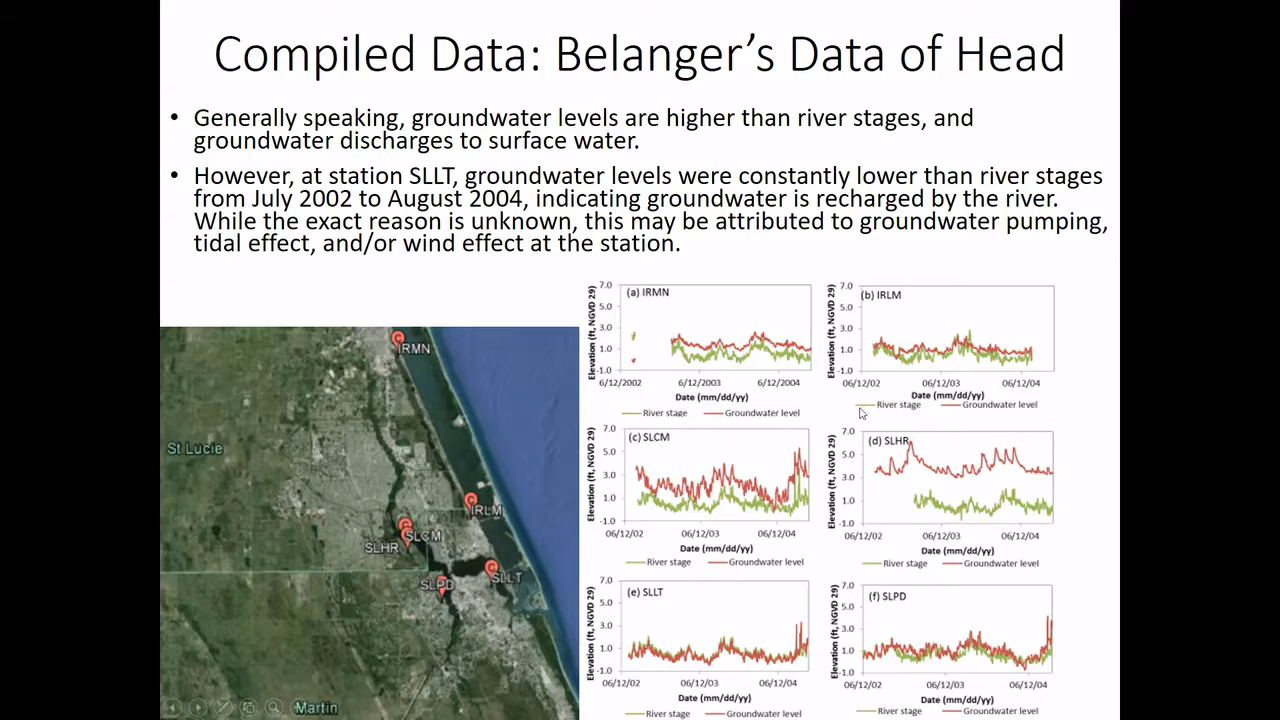 Compiled Data: Belanger's Data of Head
• Generally speaking, groundwater levels are higher than river stages, and
groundwater discharges to surface water.
• However, at station SLLT, groundwater levels were constantly lower than river stages
from July 2002 to August 2004, indicating groundwater is recharged by the river.
While the exact reason is unknown, this may be attributed to groundwater pumping,
tidal effect, and/or wind effect at the station.
IRMN
St Lucie
IRLM
SLCM
SLHR
SLPD
SLLT
Martin
(a) IRMN
Elevation (ft, NGVD 29)
7.0
5.0
3.0
1.0
-1.0
6/12/2002 6/12/2003 6/12/2004
Date (mm/dd/yy)
River stage Groundwater level
(b) IRLM
Elevation (ft, NGVD 29)
7.0
5.0
3.0
1.0
-1.0
06/12/02 06/12/03 06/12/04
Date (mm/dd/yy)
River stage Groundwater level
(c) SLCM
Elevation (ft, NGVD 29)
7.0
5.0
3.0
1.0
-1.0
06/12/02 06/12/03 06/12/04
Date (mm/dd/yy)
River stage Groundwater level
(d) SLHR
Elevation (ft, NGVD 29)
7.0
5.0
3.0
1.0
-1.0
06/12/02 06/12/03 06/12/04
Date (mm/dd/yy)
River stage Groundwater level
(e) SLLT
Elevation (ft, NGVD 29)
7.0
5.0
3.0
1.0
-1.0
06/12/02 06/12/03 06/12/04
Date (mm/dd/yy)
River stage Groundwater level
(f) SLPD
Elevation (ft, NGVD 29)
7.0
5.0
3.0
1.0
-1.0
06/12/02 06/12/03 06/12/04
Date (mm/dd/yy)
River stage Groundwater level